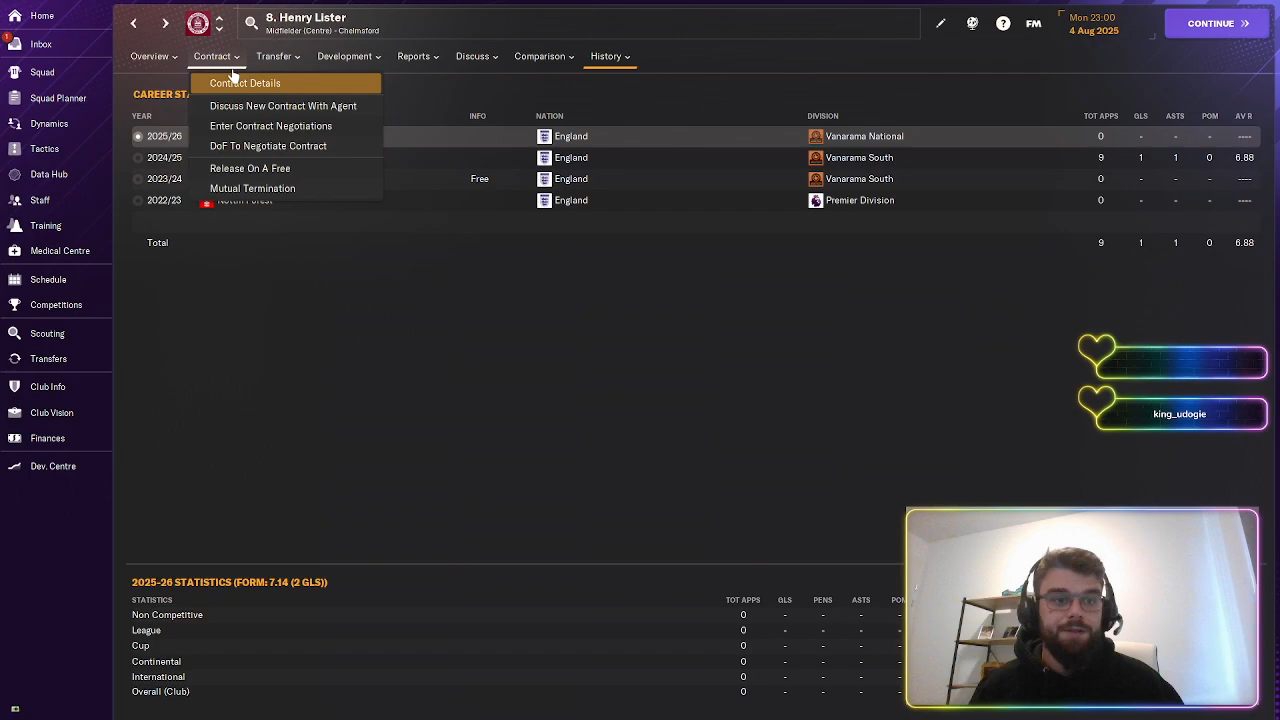 Home
8. Henry Lister
Midfielder (Centre) - Chelmsford
FM
Mon 23:00
4 Aug 2025
CONTINUE
1
Inbox
Overview
Contract
Transfer
Development
Reports
Discuss
Comparison
History
Squad
Squad Planner
Dynamics
Tactics
Data Hub
Staff
Training
Medical Centre
Schedule
Competitions
Scouting
Transfers
Club Info
Club Vision
Finances
Dev. Centre
Contract Details
Discuss New Contract With Agent
Enter Contract Negotiations
DoF To Negotiate Contract
Release On A Free
Mutual Termination
CAREER STA
YEAR INFO NATION DIVISION TOT APPS GLS ASTS POM AV R
2025/26 England Vanarama National 0 - - - ----
2024/25 England Vanarama South 9 1 1 0 6.88
2023/24 Free England Vanarama South 0 - - - ----
2022/23 England Premier Division 0 - - - ----
Total 9 1 1 0 6.88
king_udogie
2025-26 STATISTICS (FORM: 7.14 (2 GLS))
STATISTICS TOT APPS GLS PENS ASTS POM
Non Competitive 0 - - - -
League 0 - - - -
Cup 0 - - - -
Continental 0 - - - -
International 0 - - - -
Overall (Club) 0 - - - -